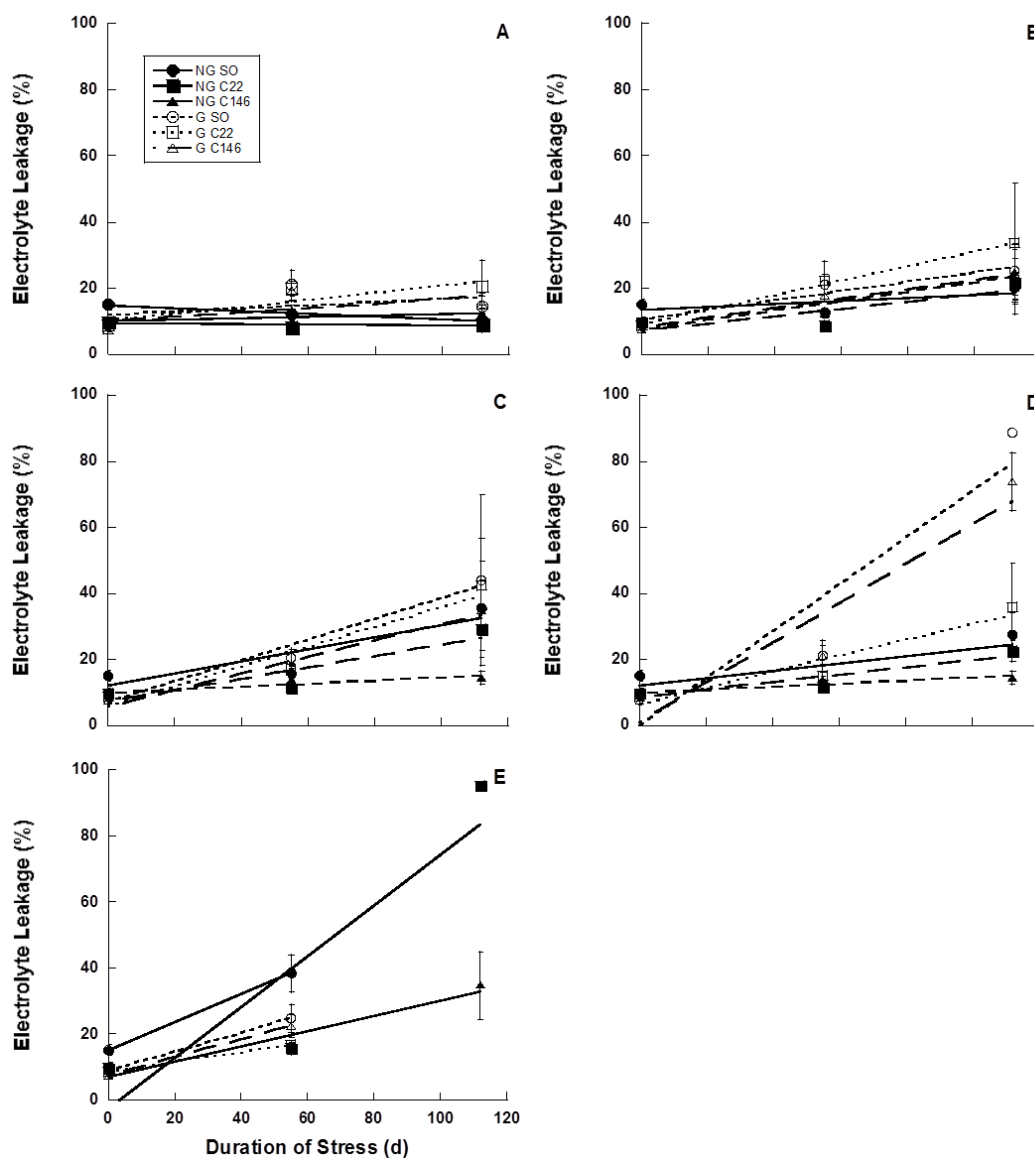 A
100
80
60
40
20
0
Electrolyte Leakage (%)
NG SO
NG C22
NG C146
G SO
G C22
G C146
B
100
80
60
40
20
0
Electrolyte Leakage (%)
C
100
80
60
40
20
0
Electrolyte Leakage (%)
D
100
80
60
40
20
0
Electrolyte Leakage (%)
E
100
80
60
40
20
0
Electrolyte Leakage (%)
0 20 40 60 80 100 120
Duration of Stress (d)